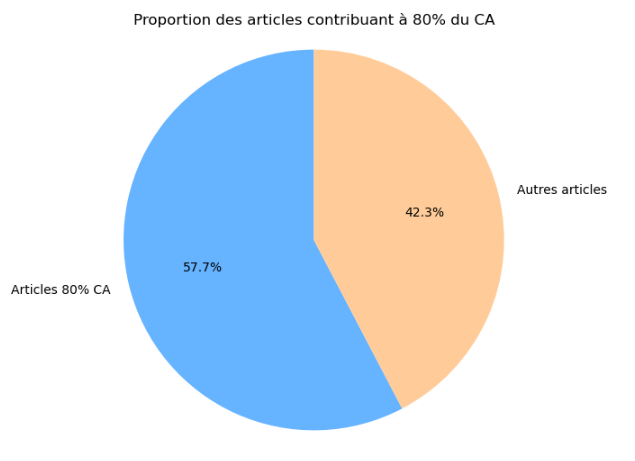 Proportion des articles contribuant à 80% du CA
Autres articles
42.3%
57.7%
Articles 80% CA